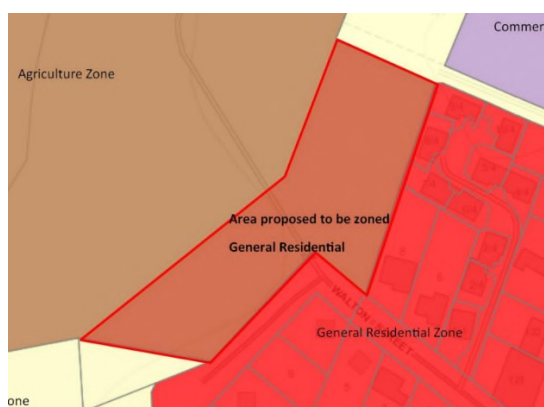 Commer
Agriculture Zone
Area proposed to be zoned
General Residential
WALTON STREET
General Residential Zone
one